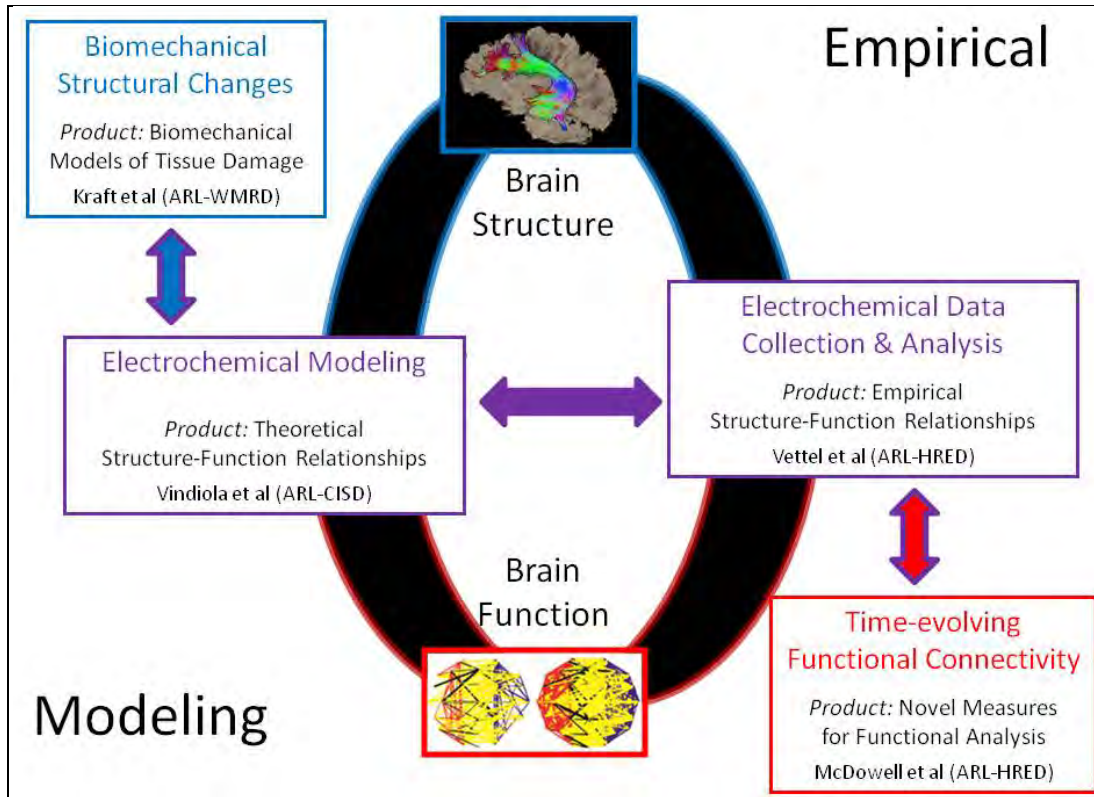 Biomechanical
Structural Changes
Product: Biomechanical
Models of Tissue Damage
Kraft et al (ARL-WMRD)
Empirical
Brain
Structure
Electrochemical Modeling
Product: Theoretical
Structure-Function Relationships
Vindiola et al (ARL-CISD)
Electrochemical Data
Collection & Analysis
Product: Empirical
Structure-Function Relationships
Vettel et al (ARL-HRED)
Brain
Function
Modeling
Time-evolving
Functional Connectivity
Product: Novel Measures
for Functional Analysis
McDowell et al (ARL-HRED)